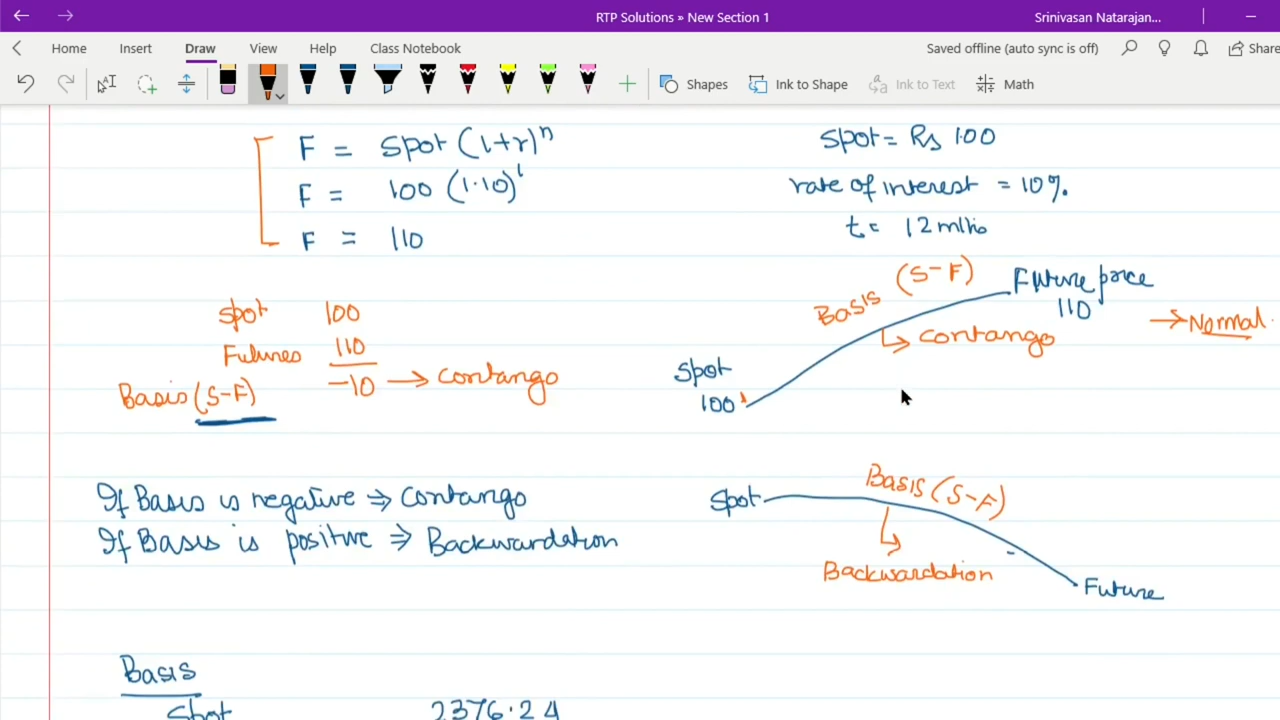 RTP Solutions » New Section 1
Srinivasan Natarajan...
Home Insert Draw View Help Class Notebook
Saved offline (auto sync is off)
Share
Shapes Ink to Shape Ink to Text Math
F = Spot (1+r)^n
F = 100 (1.10)^1
F = 110
Spot = Rs 100
rate of interest = 10%.
t = 12 mths
Spot 100
Futures 110
Basis (S-F) -10 → Contango
Basis (S-F)
Future price
110
→ Normal.
↳ Contango
Spot
100
If Basis is negative ⇒ Contango
If Basis is positive ⇒ Backwardation
Spot
Basis (S-F)
↳ Backwardation
Future
Basis
Spot 2376.24